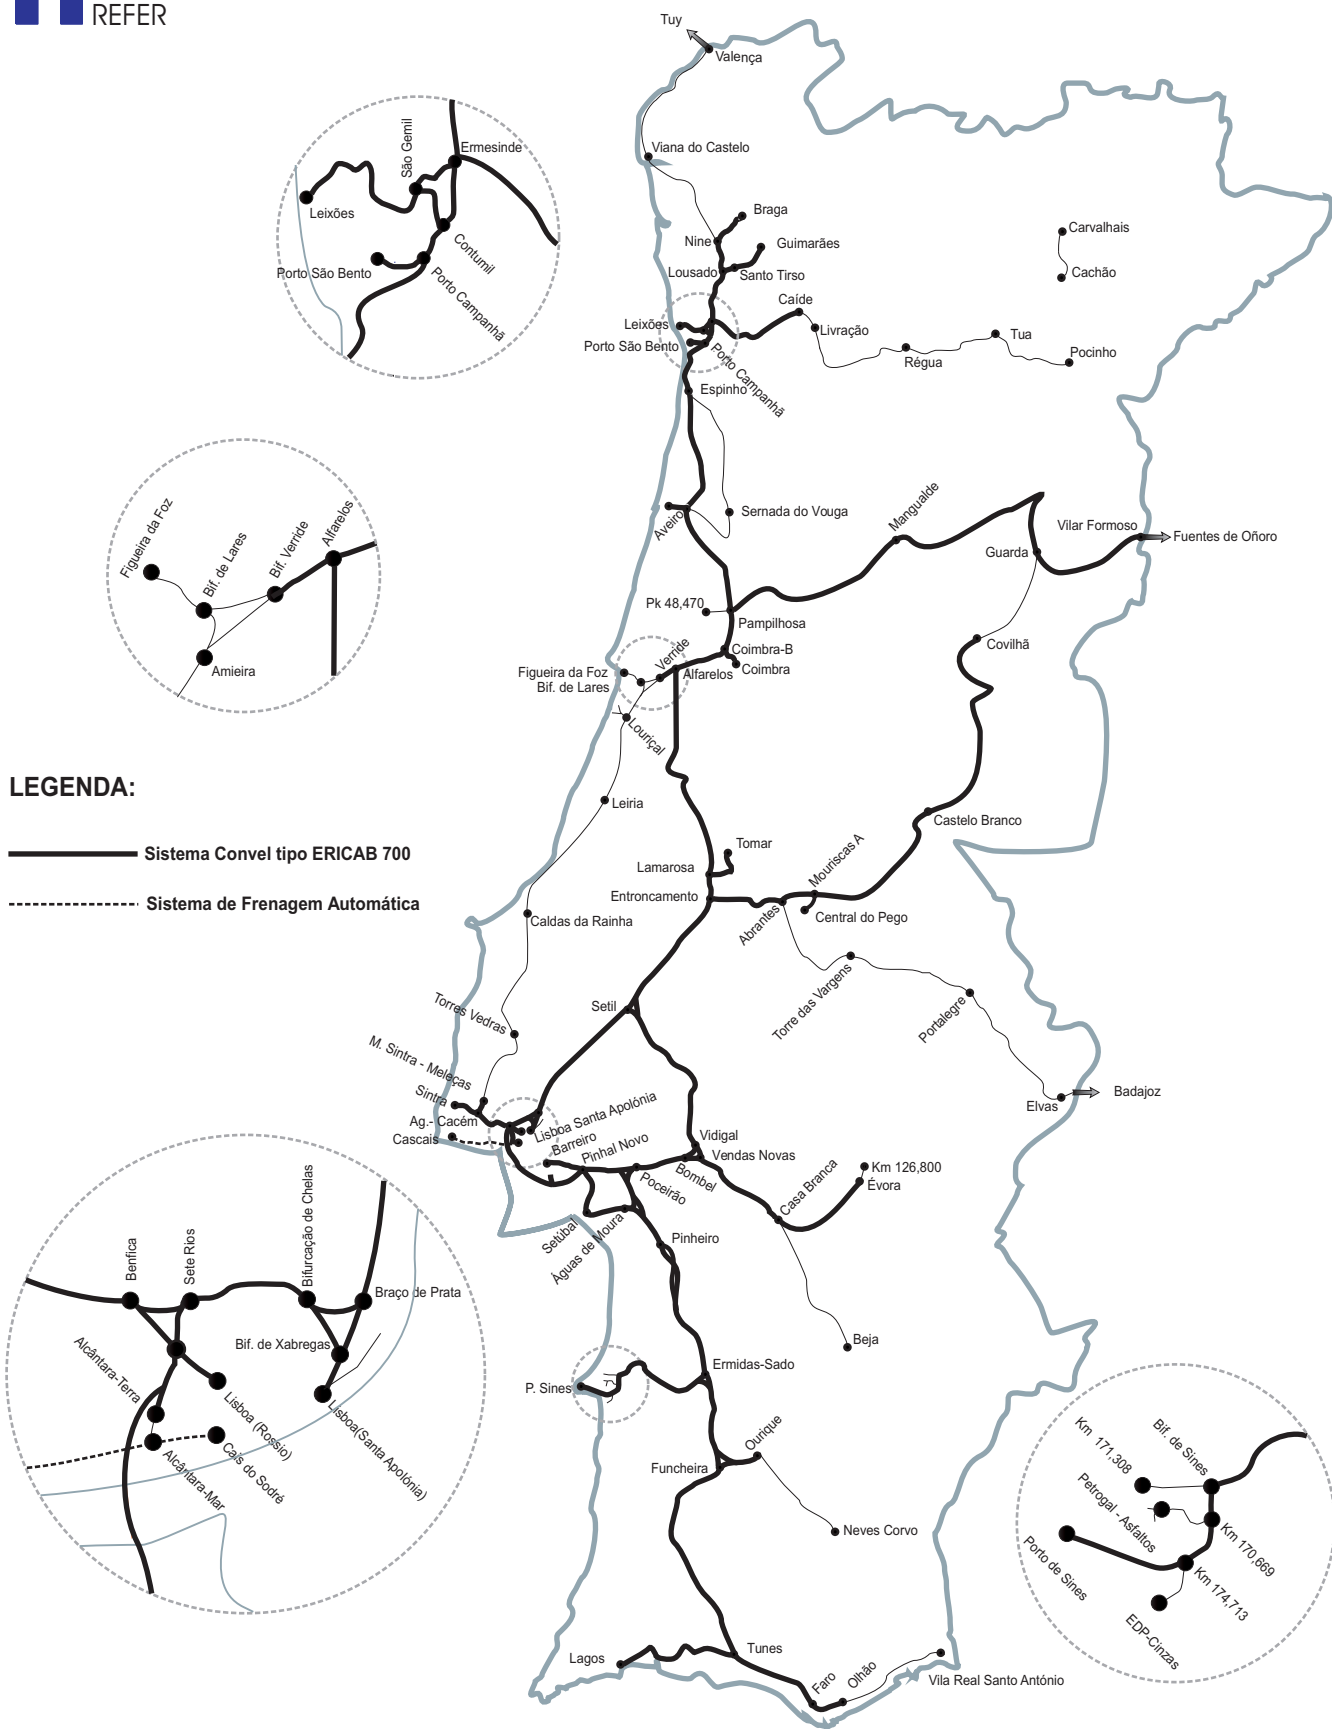 REFER
Tuy
Valença
Viana do Castelo
Braga
Nine
Guimarães
Lousado
Santo Tirso
Caíde
Leixões
Livração
Porto São Bento
Porto Campanhã
Régua
Tua
Pocinho
Carvalhais
Cachão
Espinho
Aveiro
Sernada do Vouga
Mangualde
Vilar Formoso
Fuentes de Oñoro
Guarda
Pk 48,470
Pampilhosa
Coimbra-B
Coimbra
Verride
Alfarelos
Figueira da Foz
Bif. de Lares
Louriçal
Covilhã
Leiria
Castelo Branco
Tomar
Lamarosa
Mouriscas A
Entroncamento
Abrantes
Central do Pego
Caldas da Rainha
Torre das Vargens
Portalegre
Setil
Torres Vedras
M. Sintra - Meleças
Sintra
Ag.- Cacém
Cascais
Lisboa Santa Apolónia
Barreiro
Pinhal Novo
Elvas
Badajoz
Vidigal
Vendas Novas
Bombel
Poceirão
Casa Branca
Km 126,800
Évora
Setúbal
Águas de Moura
Pinheiro
Beja
Ermidas-Sado
P. Sines
Ourique
Funcheira
Neves Corvo
Tunes
Lagos
Faro
Olhão
Vila Real Santo António
São Gemil
Ermesinde
Leixões
Contumil
Porto São Bento
Porto Campanhã
Figueira da Foz
Bif. de Lares
Bif. Verride
Alfarelos
Amieira
LEGENDA:
Sistema Convel tipo ERICAB 700
Sistema de Frenagem Automática
Benfica
Sete Rios
Bifurcação de Chelas
Braço de Prata
Bif. de Xabregas
Alcântara-Terra
Lisboa (Rossio)
Lisboa(Santa Apolónia)
Cais do Sodré
Alcântara-Mar
Km 171,308
Bif. de Sines
Petrogal - Asfaltos
Porto de Sines
Km 170,669
Km 174,713
EDP-Cinzas